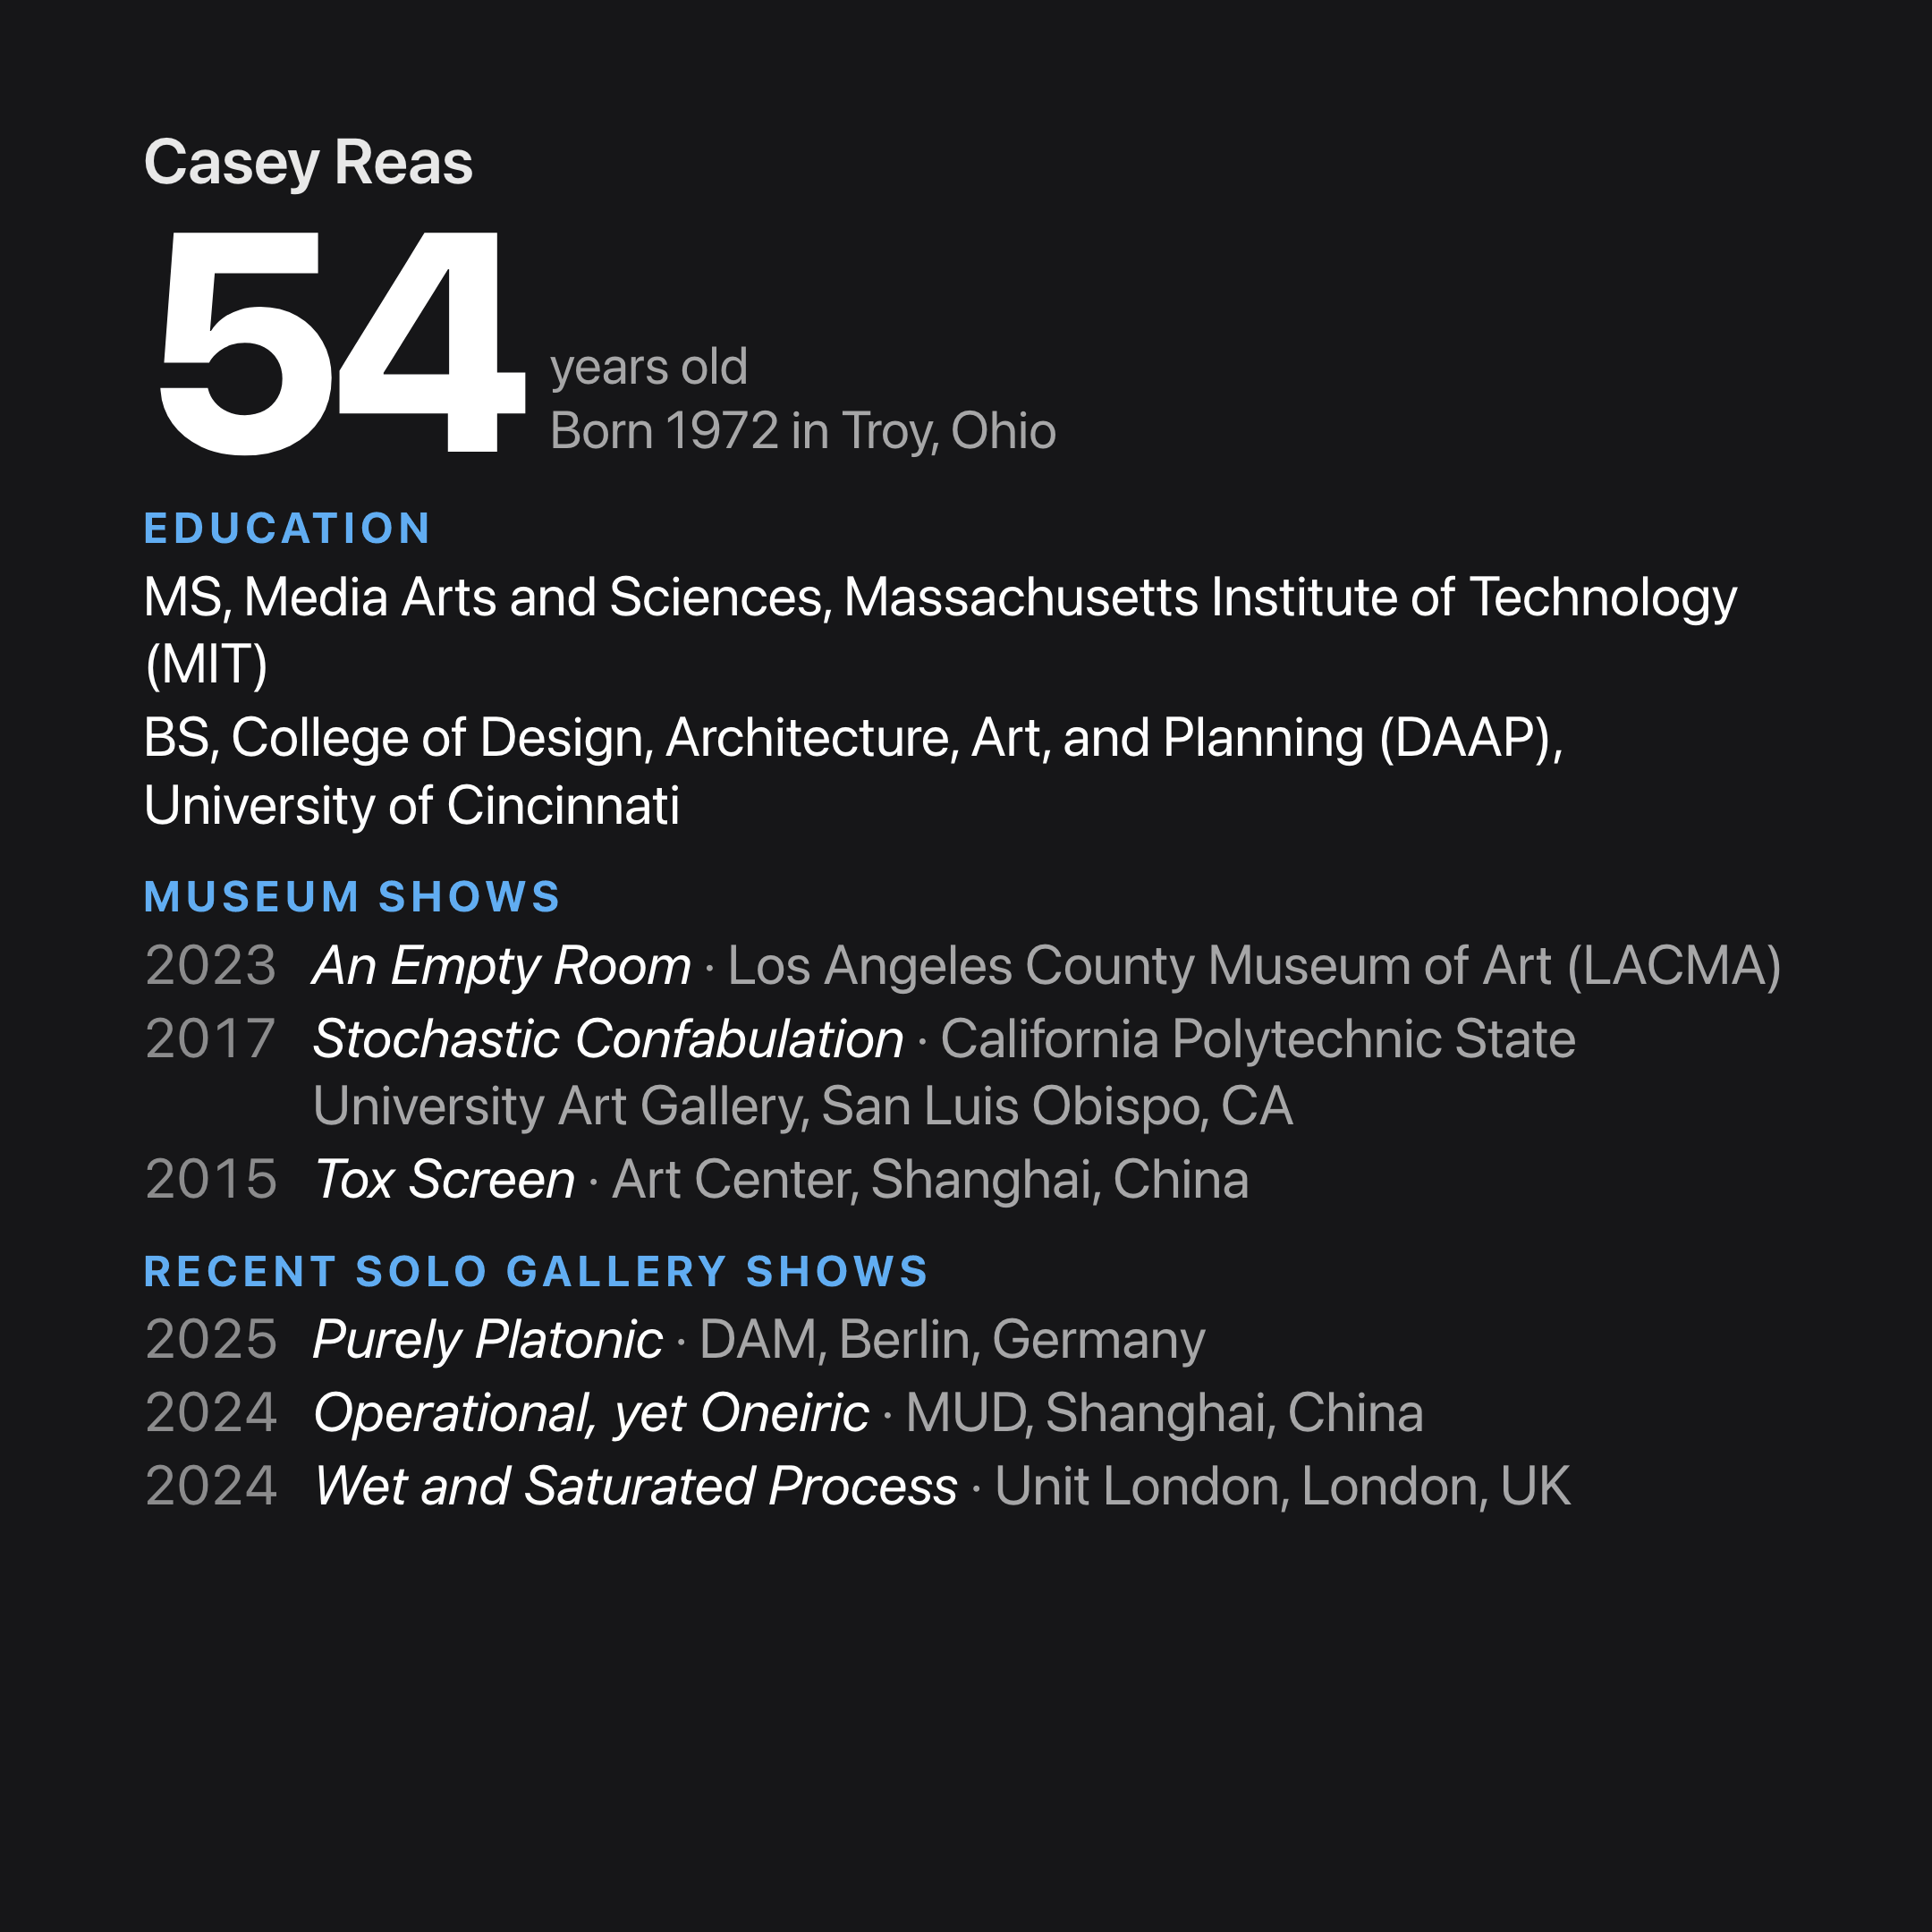 Casey Reas
54
years old
Born 1972 in Troy, Ohio
EDUCATION
MS, Media Arts and Sciences, Massachusetts Institute of Technology
(MIT)
BS, College of Design, Architecture, Art, and Planning (DAAP),
University of Cincinnati
MUSEUM SHOWS
2023 An Empty Room · Los Angeles County Museum of Art (LACMA)
2017 Stochastic Confabulation · California Polytechnic State
University Art Gallery, San Luis Obispo, CA
2015 Tox Screen · Art Center, Shanghai, China
RECENT SOLO GALLERY SHOWS
2025 Purely Platonic · DAM, Berlin, Germany
2024 Operational, yet Oneiric · MUD, Shanghai, China
2024 Wet and Saturated Process · Unit London, London, UK